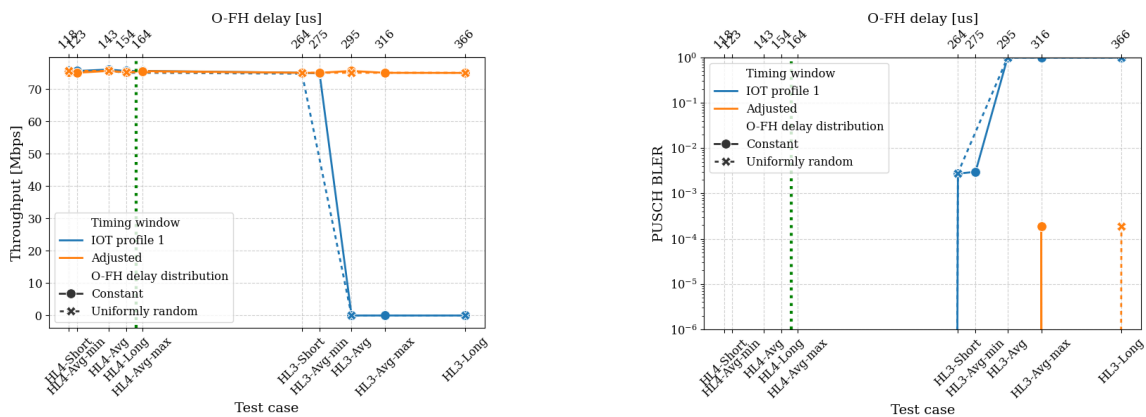 O-FH delay [us]
118
123
143
154
164
264
275
295
316
366
Throughput [Mbps]
70
60
50
40
30
20
10
0
Timing window
IOT profile 1
Adjusted
O-FH delay distribution
Constant
Uniformly random
HL4-Short
HL4-Avg-min
HL4-Avg
HL4-Long
HL4-Avg-max
HL3-Short
HL3-Avg-min
HL3-Avg
HL3-Avg-max
HL3-Long
Test case
O-FH delay [us]
118
123
143
154
164
264
275
295
316
366
PUSCH BLER
10^0
10^-1
10^-2
10^-3
10^-4
10^-5
10^-6
Timing window
IOT profile 1
Adjusted
O-FH delay distribution
Constant
Uniformly random
HL4-Short
HL4-Avg-min
HL4-Avg
HL4-Long
HL4-Avg-max
HL3-Short
HL3-Avg-min
HL3-Avg
HL3-Avg-max
HL3-Long
Test case